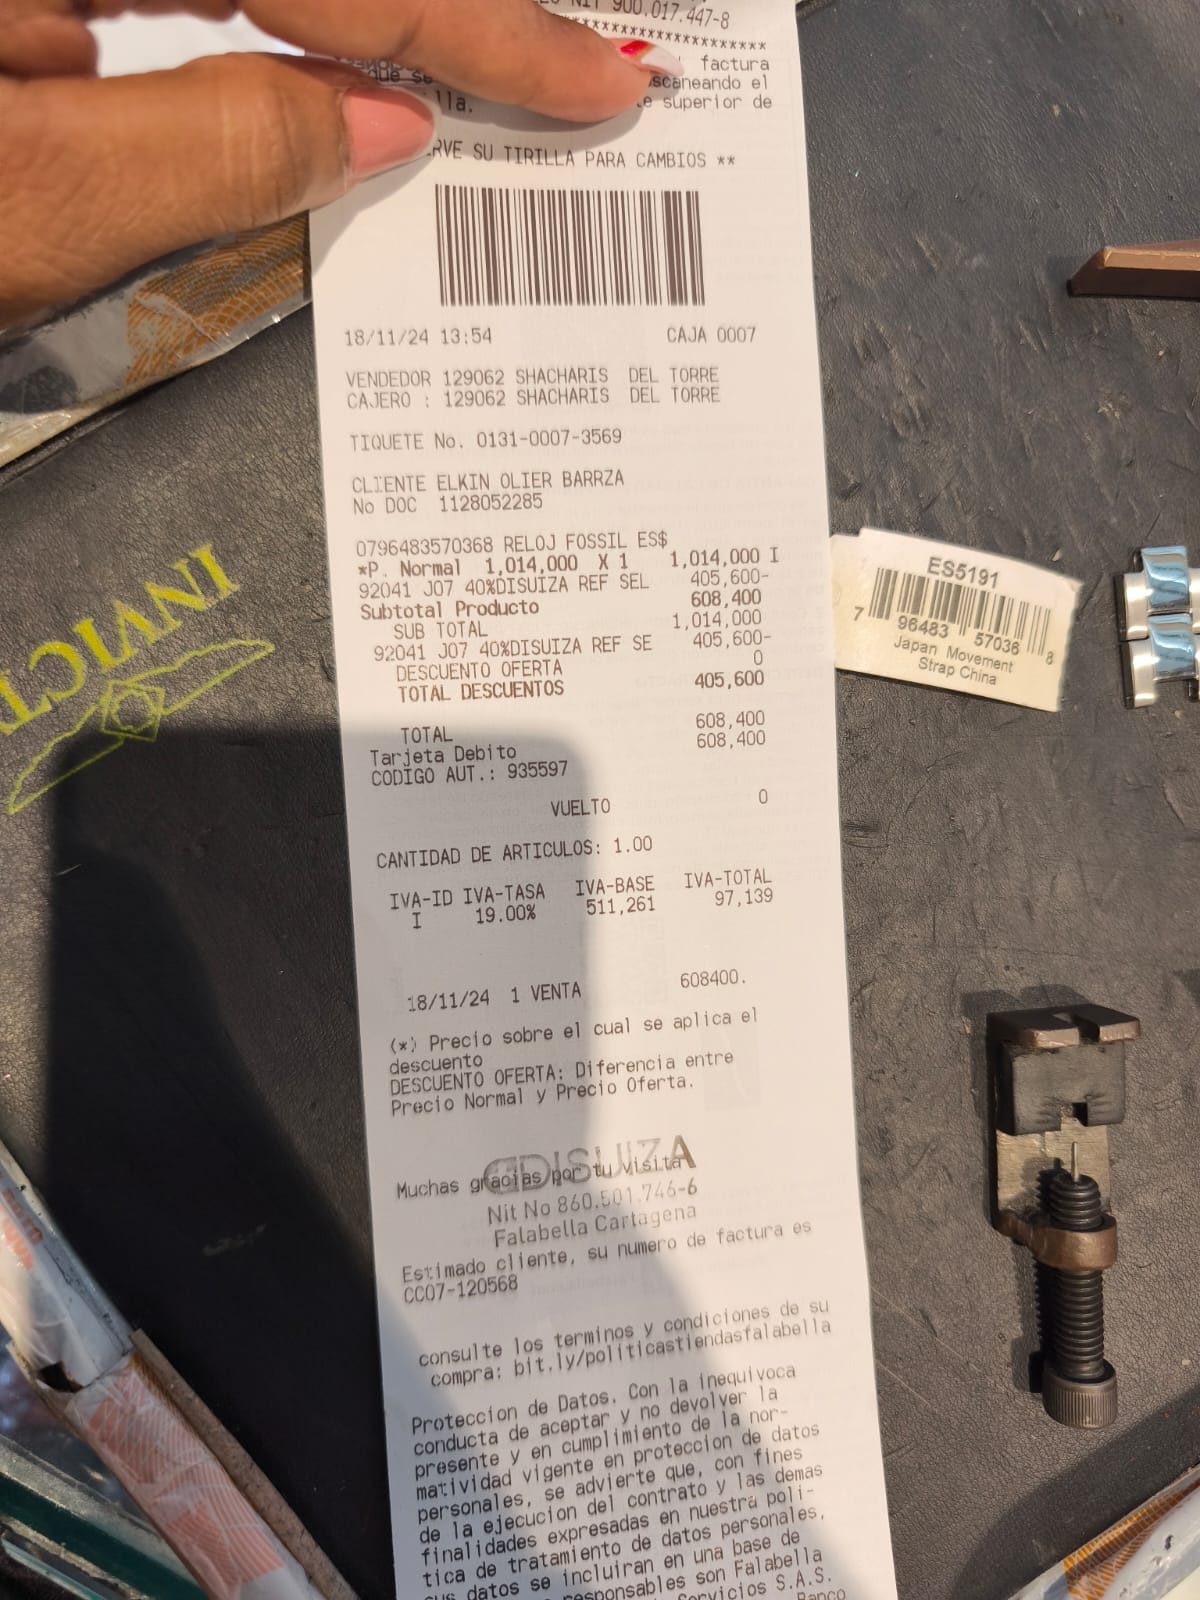 NIT 900.017.447-8
************************
factura
scaneando el
que se
lla. te superior de
RVE SU TIRILLA PARA CAMBIOS **
18/11/24 13:54 CAJA 0007
VENDEDOR 129062 SHACHARIS DEL TORRE
CAJERO : 129062 SHACHARIS DEL TORRE
TIQUETE No. 0131-0007-3569
CLIENTE ELKIN OLIER BARRZA
No DOC 1128052285
0796483570368 RELOJ FOSSIL ES$
*P. Normal 1,014,000 X 1 1,014,000 I
92041 J07 40%DISUIZA REF SEL 405,600-
Subtotal Producto 608,400
SUB TOTAL 1,014,000
92041 J07 40%DISUIZA REF SE 405,600-
DESCUENTO OFERTA 0
TOTAL DESCUENTOS 405,600
TOTAL 608,400
Tarjeta Debito 608,400
CODIGO AUT.: 935597
VUELTO 0
CANTIDAD DE ARTICULOS: 1.00
IVA-ID IVA-TASA IVA-BASE IVA-TOTAL
I 19.00% 511,261 97,139
18/11/24 1 VENTA 608400.
(*) Precio sobre el cual se aplica el
descuento
DESCUENTO OFERTA: Diferencia entre
Precio Normal y Precio Oferta.
DISUIZA
Muchas gracias por tu visita
Nit No 860.501.746-6
Falabella Cartagena
Estimado cliente, su numero de factura es
CC07-120568
consulte los terminos y condiciones de su
compra: bit.ly/politicastiendasfalabella
Proteccion de Datos. Con la inequivoca
conducta de aceptar y no devolver la
presente y en cumplimiento de la nor-
matividad vigente en proteccion de datos
personales, se advierte que, con fines
de la ejecucion del contrato y las demas
finalidades expresadas en nuestra poli-
tica de tratamiento de datos personales,
sus datos se incluiran en una base de
responsables son Falabella
Servicios S.A.S.
Banco
ES5191
7 96483 57036 8
Japan Movement
Strap China
INVICT